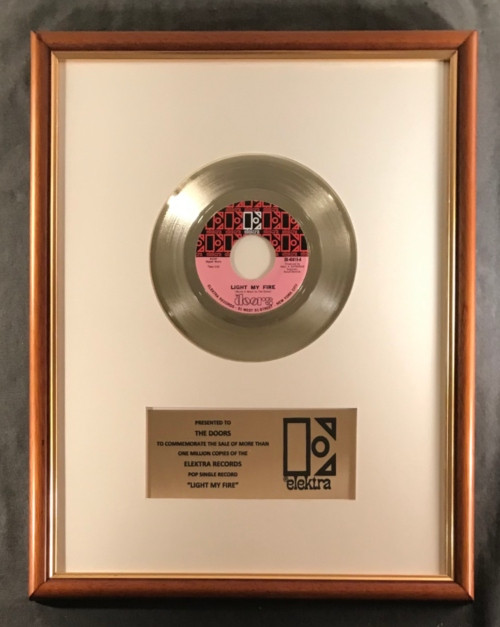 LIGHT MY FIRE
the doors
PRESENTED TO
THE DOORS
TO COMMEMORATE THE SALE OF MORE THAN
ONE MILLION COPIES OF THE
ELEKTRA RECORDS
POP SINGLE RECORD
"LIGHT MY FIRE"
elektra